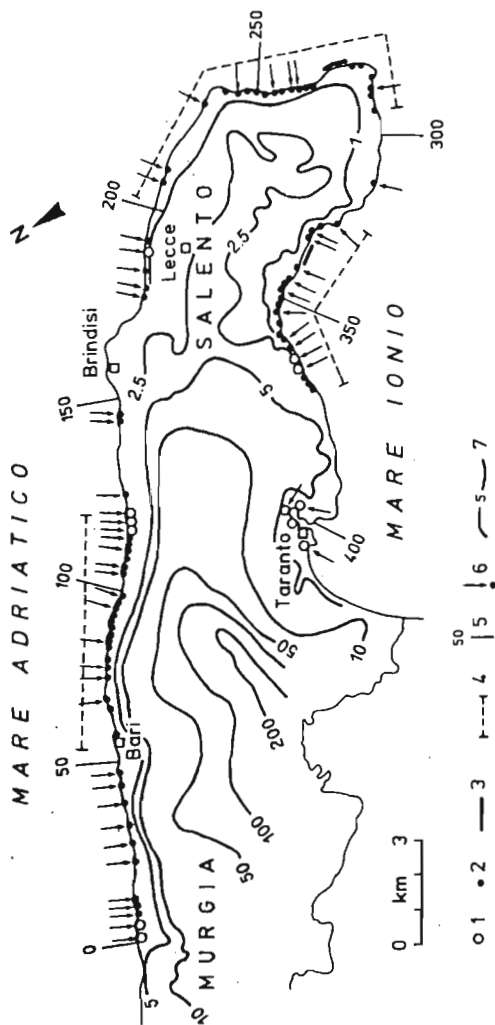 MARE ADRIATICO
N
0
50
100
150
200
250
300
350
400
Bari
Brindisi
Lecce
Taranto
MURGIA
SALENTO
MARE IONIO
5
10
50
100
200
50
10
5
2.5
2.5
1
0 km 3
1 2 3 4 50 5 6 5 7